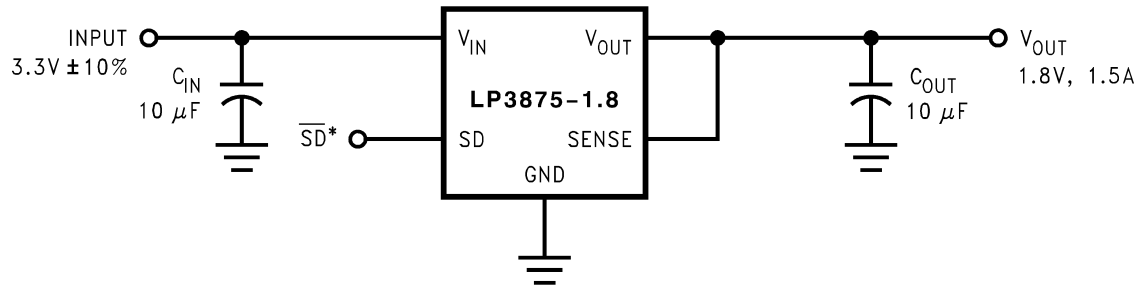 INPUT
3.3V ±10%
C_IN
10 μF
S̅D̅*
V_IN
V_OUT
LP3875-1.8
SD
SENSE
GND
C_OUT
10 μF
V_OUT
1.8V, 1.5A